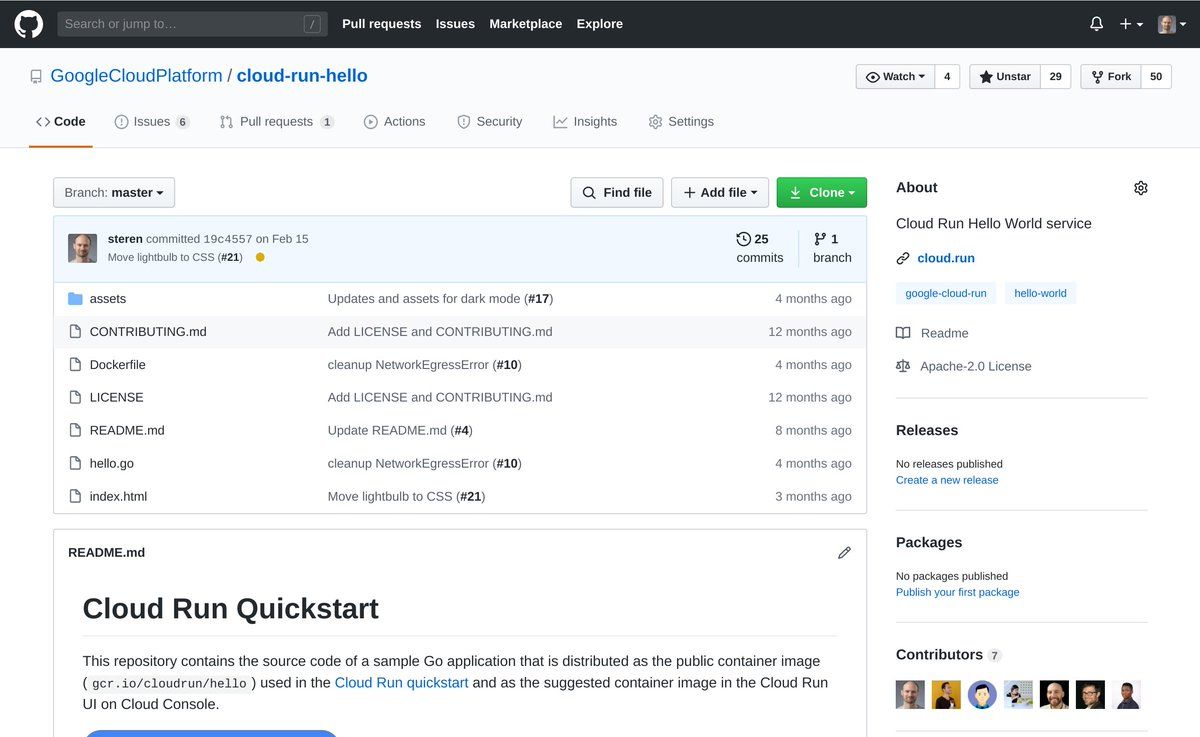 Search or jump to… / Pull requests Issues Marketplace Explore
GoogleCloudPlatform / cloud-run-hello Watch 4 Unstar 29 Fork 50
Code Issues 6 Pull requests 1 Actions Security Insights Settings
Branch: master Find file Add file Clone
steren committed 19c4557 on Feb 15
Move lightbulb to CSS (#21)
25 commits
1 branch
assets Updates and assets for dark mode (#17) 4 months ago
CONTRIBUTING.md Add LICENSE and CONTRIBUTING.md 12 months ago
Dockerfile cleanup NetworkEgressError (#10) 4 months ago
LICENSE Add LICENSE and CONTRIBUTING.md 12 months ago
README.md Update README.md (#4) 8 months ago
hello.go cleanup NetworkEgressError (#10) 4 months ago
index.html Move lightbulb to CSS (#21) 3 months ago
README.md
Cloud Run Quickstart
This repository contains the source code of a sample Go application that is distributed as the public container image
( gcr.io/cloudrun/hello ) used in the Cloud Run quickstart and as the suggested container image in the Cloud Run
UI on Cloud Console.
About
Cloud Run Hello World service
cloud.run
google-cloud-run hello-world
Readme
Apache-2.0 License
Releases
No releases published
Create a new release
Packages
No packages published
Publish your first package
Contributors 7